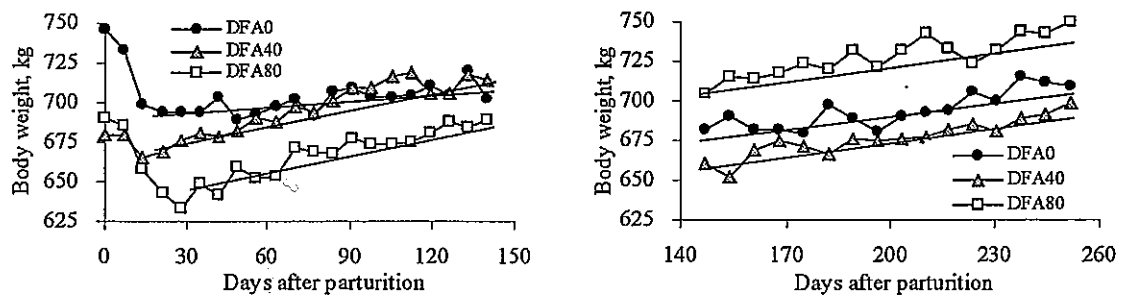 Body weight, kg
750
725
700
675
650
625
DFA0
DFA40
DFA80
0 30 60 90 120 150
Days after parturition
Body weight, kg
750
725
700
675
650
625
DFA0
DFA40
DFA80
140 170 200 230 260
Days after parturition